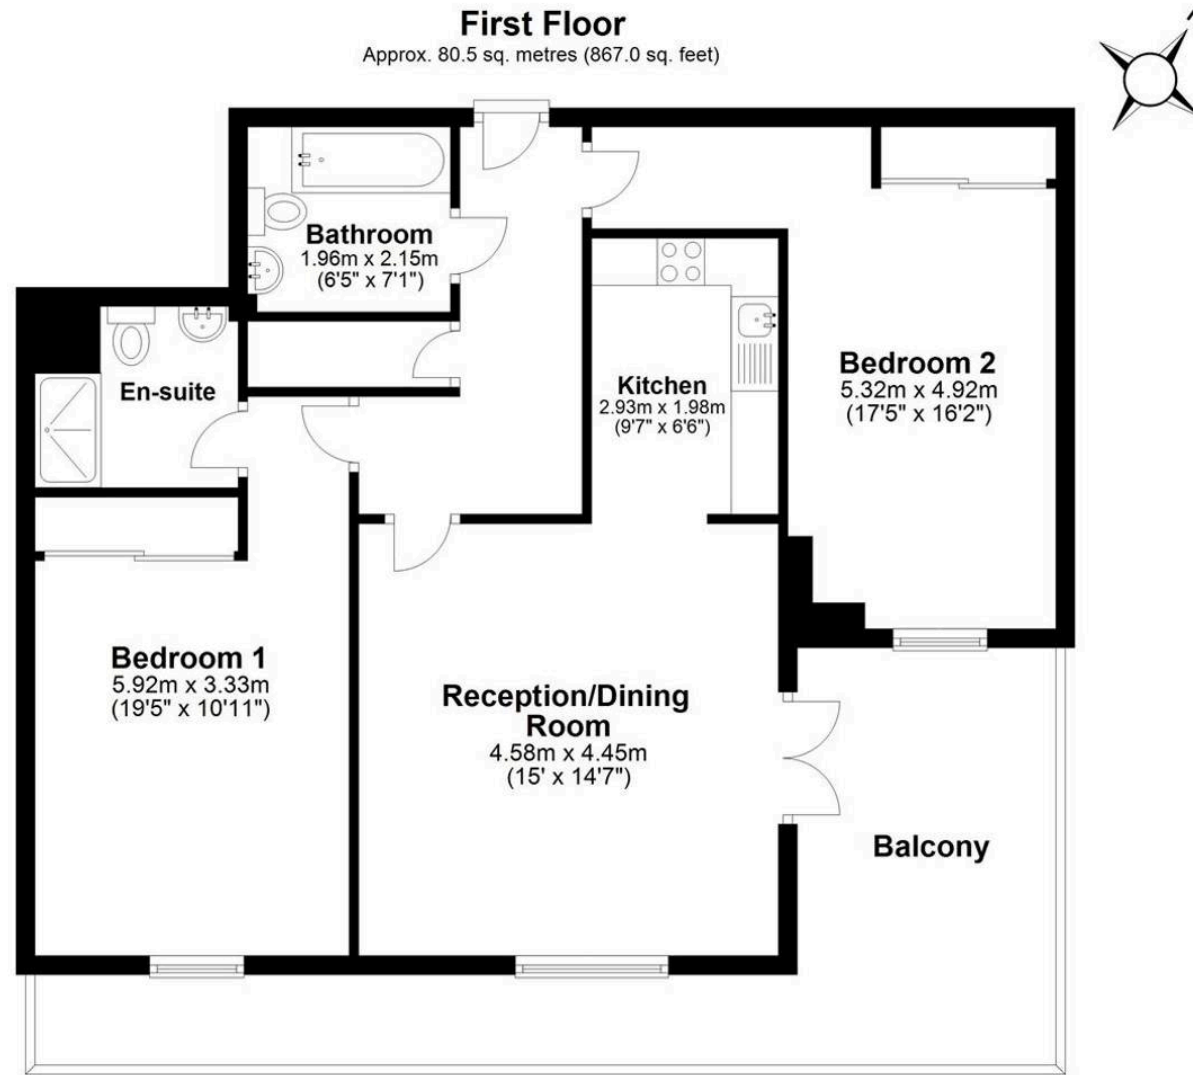 First Floor
Approx. 80.5 sq. metres (867.0 sq. feet)
Bathroom
1.96m x 2.15m
(6'5" x 7'1")
En-suite
Kitchen
2.93m x 1.98m
(9'7" x 6'6")
Bedroom 2
5.32m x 4.92m
(17'5" x 16'2")
Bedroom 1
5.92m x 3.33m
(19'5" x 10'11")
Reception/Dining
Room
4.58m x 4.45m
(15' x 14'7")
Balcony